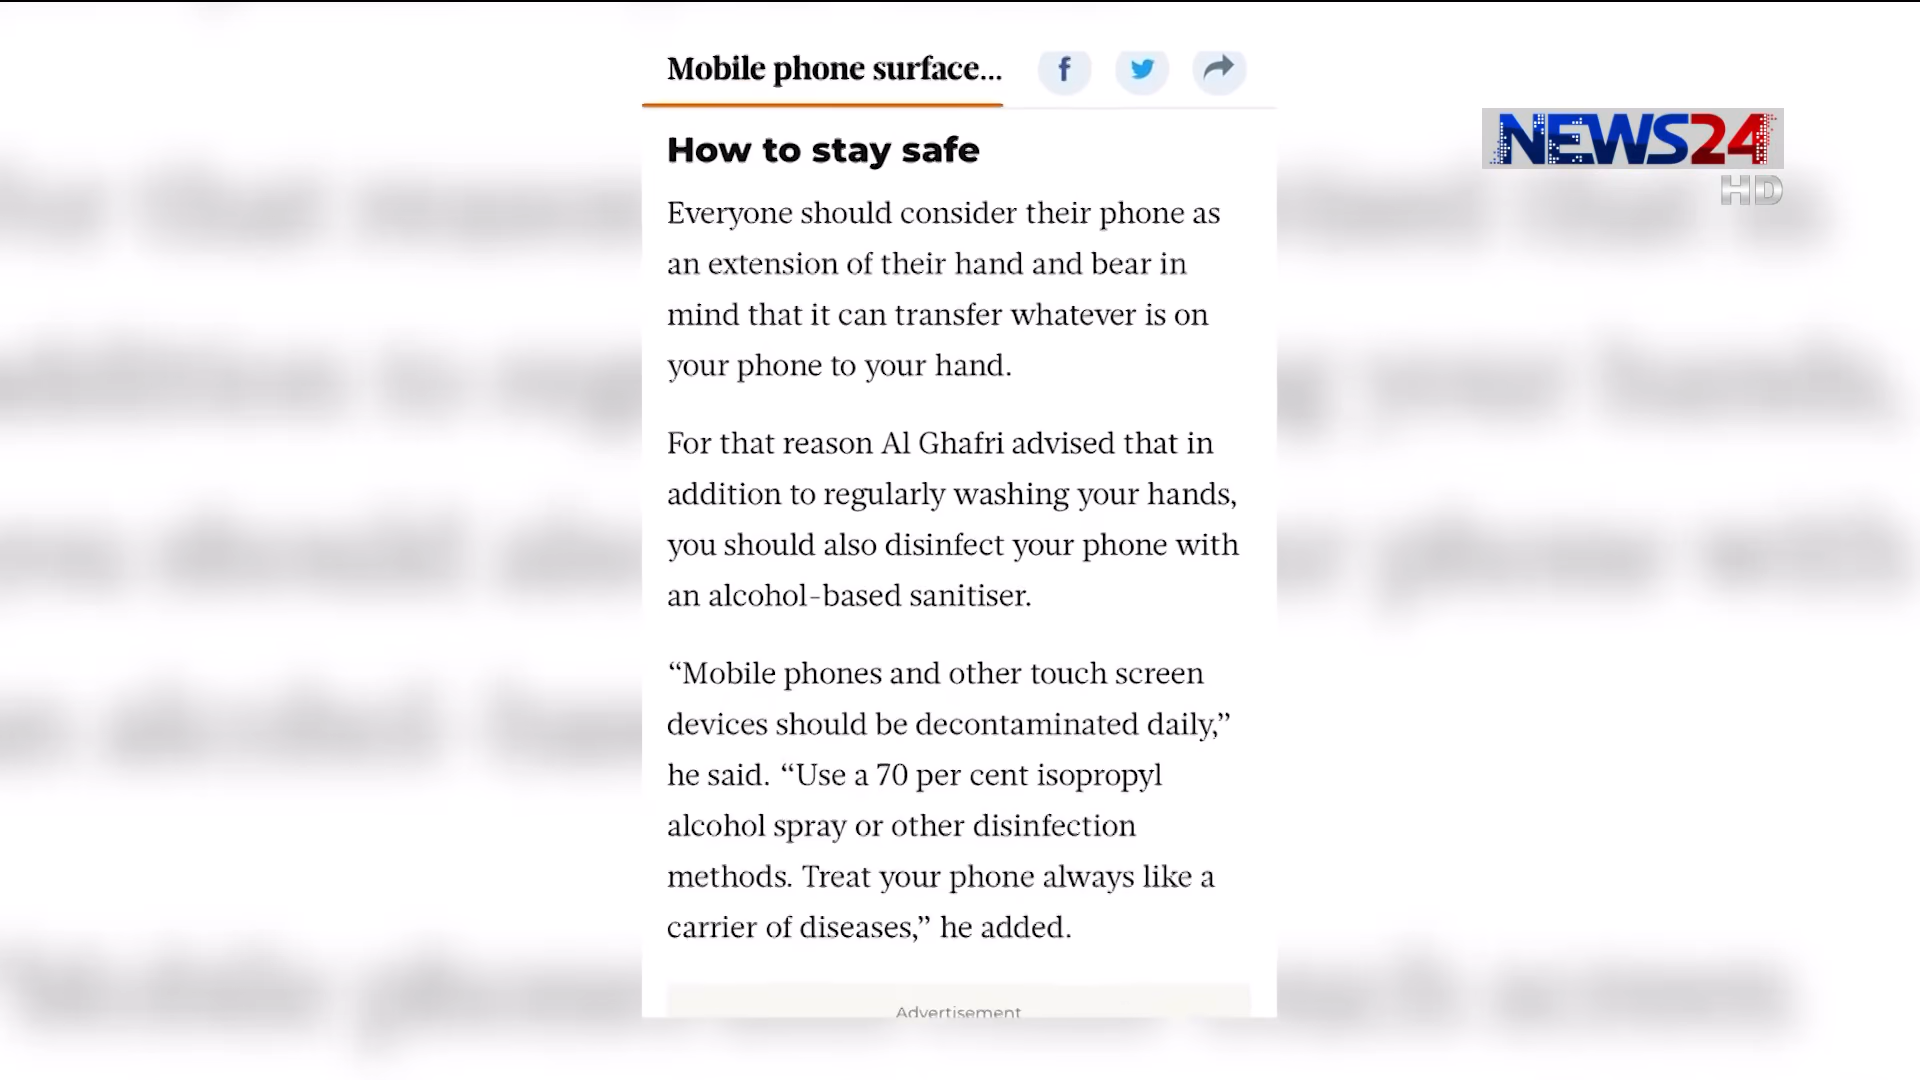 Mobile phone surface...
NEWS24
HD
How to stay safe
Everyone should consider their phone as
an extension of their hand and bear in
mind that it can transfer whatever is on
your phone to your hand.
For that reason Al Ghafri advised that in
addition to regularly washing your hands,
you should also disinfect your phone with
an alcohol-based sanitiser.
“Mobile phones and other touch screen
devices should be decontaminated daily,”
he said. “Use a 70 per cent isopropyl
alcohol spray or other disinfection
methods. Treat your phone always like a
carrier of diseases,” he added.
Advertisement